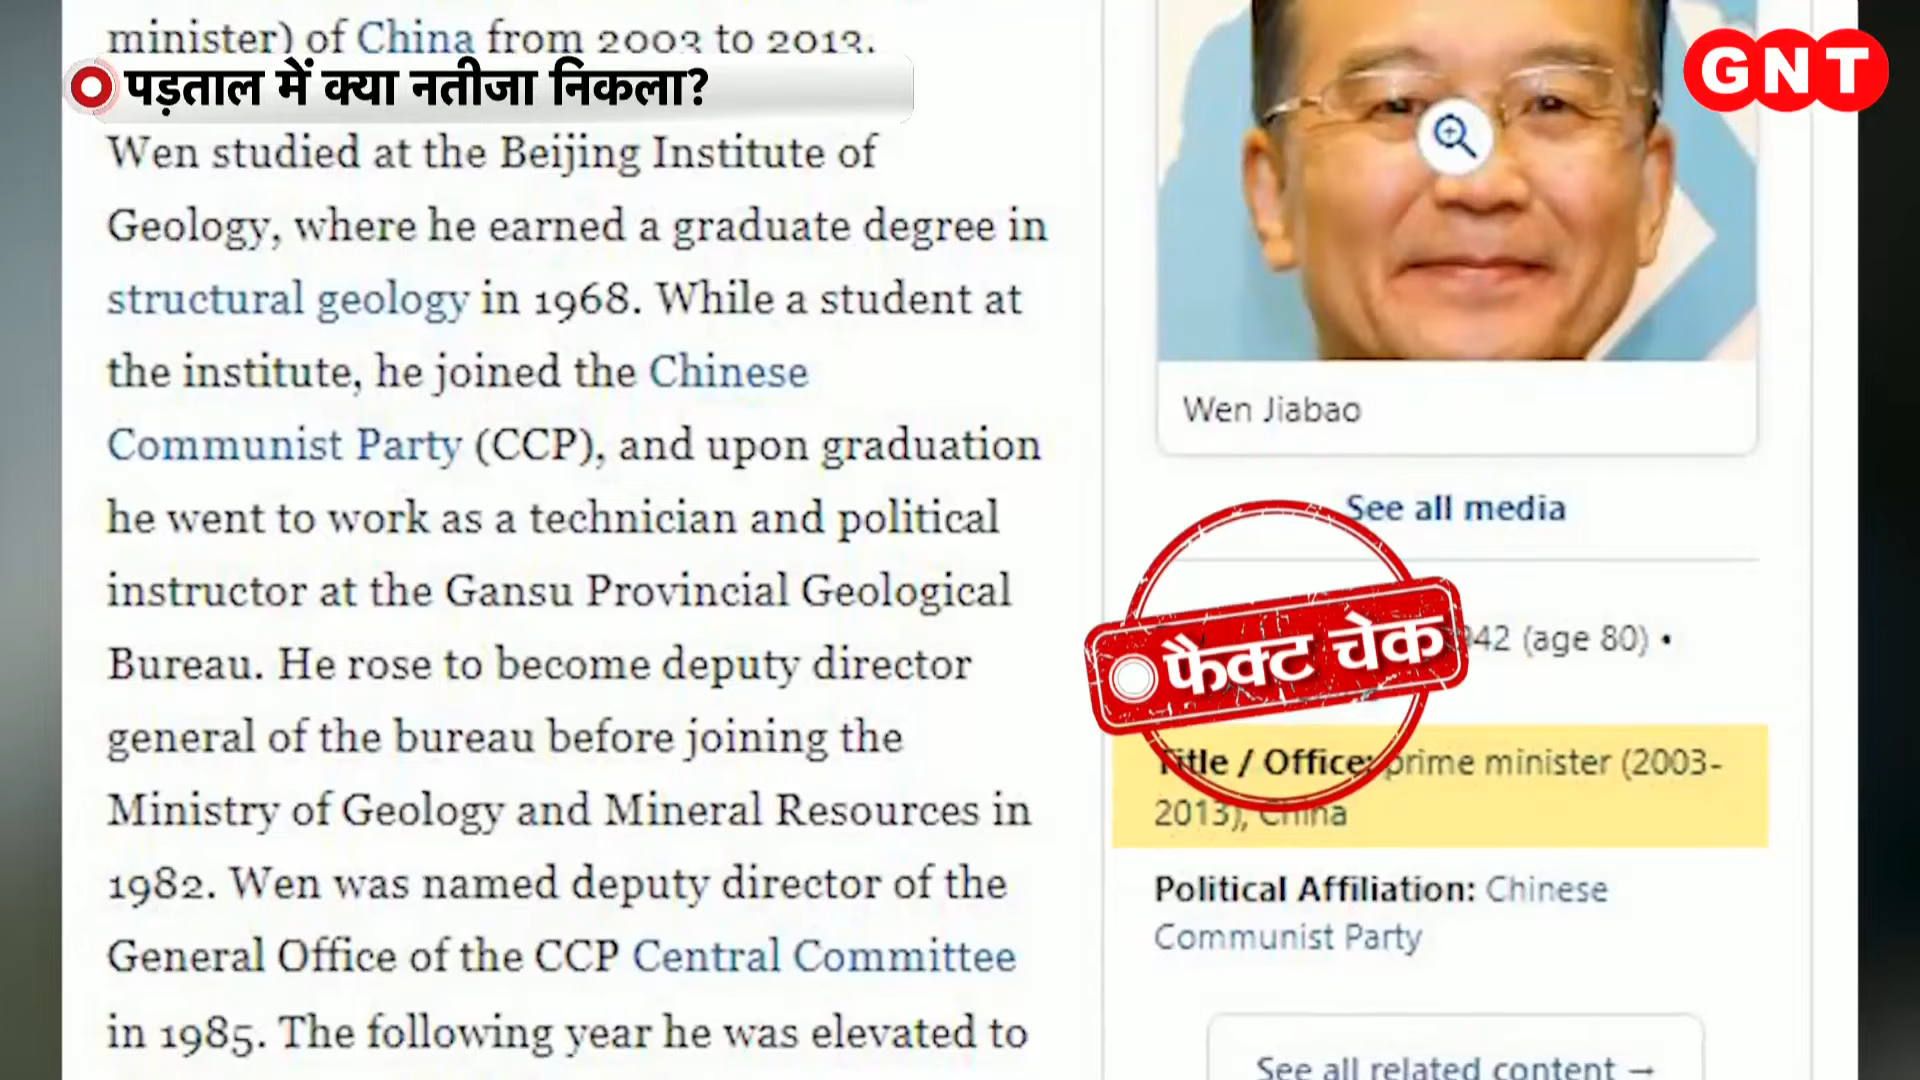 minister) of China from 2003 to 2013.
पड़ताल में क्या नतीजा निकला?
GNT
Wen studied at the Beijing Institute of
Geology, where he earned a graduate degree in
structural geology in 1968. While a student at
the institute, he joined the Chinese
Communist Party (CCP), and upon graduation
he went to work as a technician and political
instructor at the Gansu Provincial Geological
Bureau. He rose to become deputy director
general of the bureau before joining the
Ministry of Geology and Mineral Resources in
1982. Wen was named deputy director of the
General Office of the CCP Central Committee
in 1985. The following year he was elevated to
Wen Jiabao
See all media
फैक्ट चेक
(age 80) •
Title / Office: prime minister (2003-
2013), China
Political Affiliation: Chinese
Communist Party
See all related content →